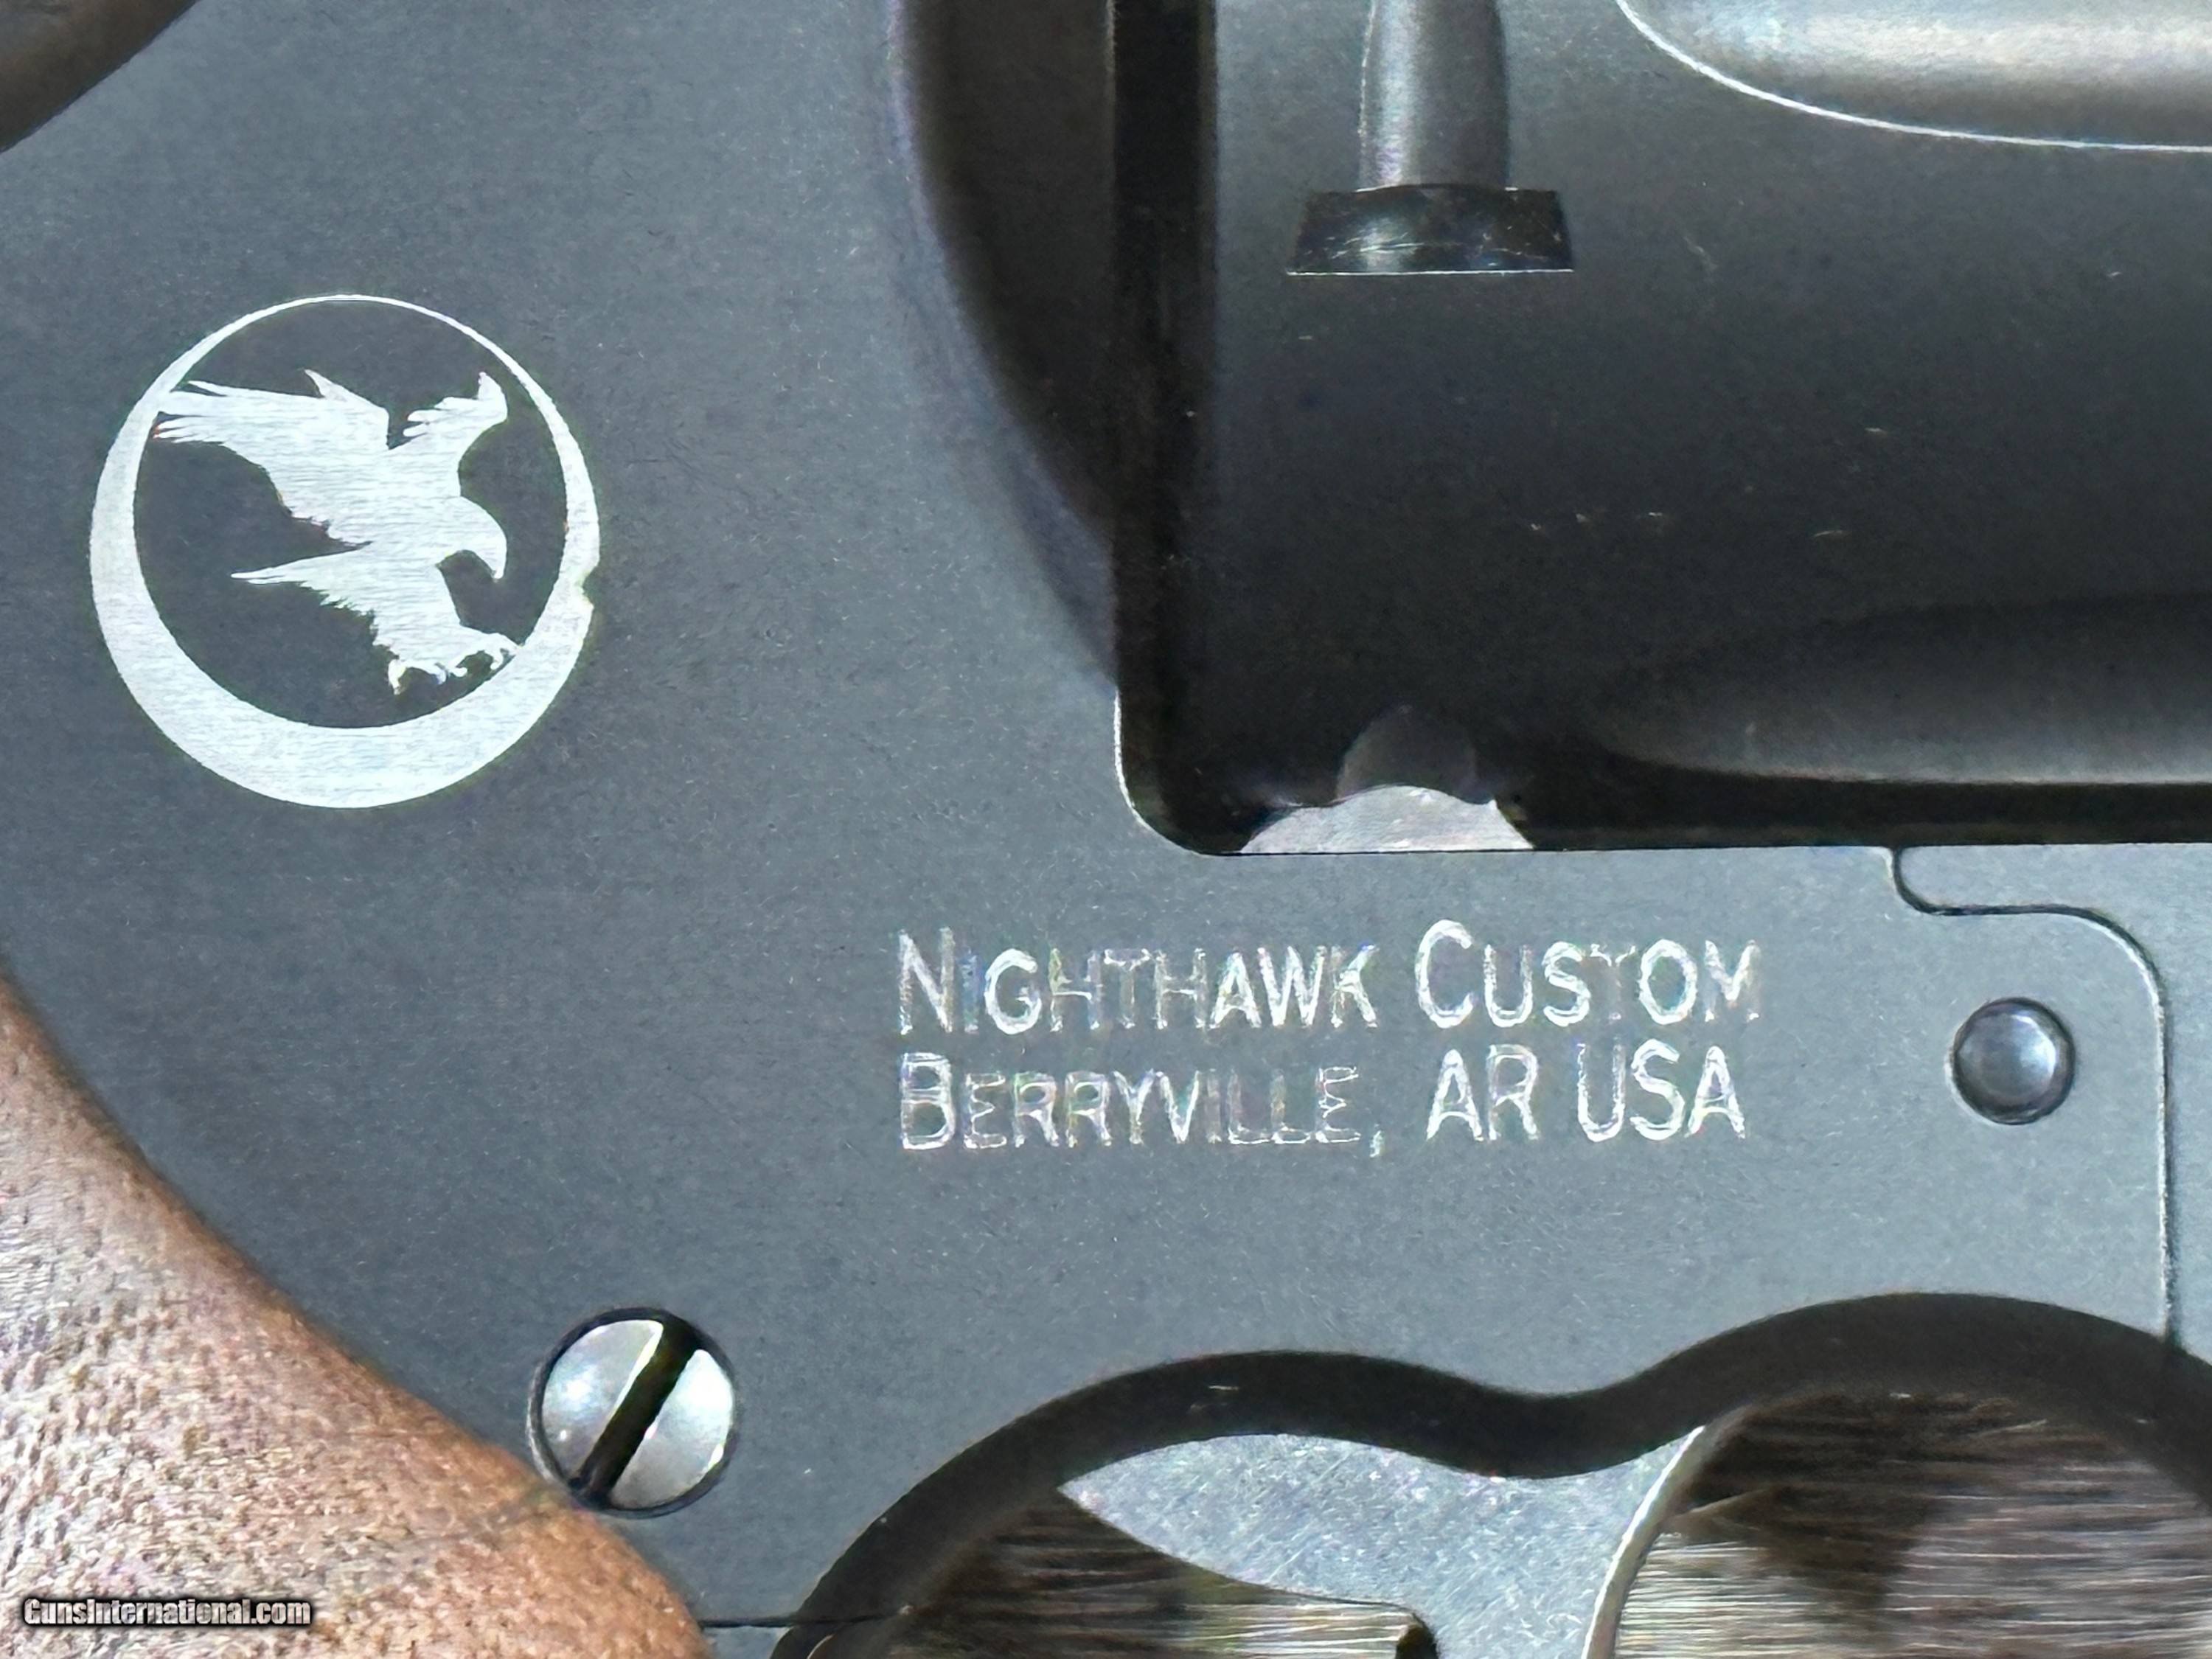 Nighthawk Custom
Berryville, AR USA
GunsInternational.com